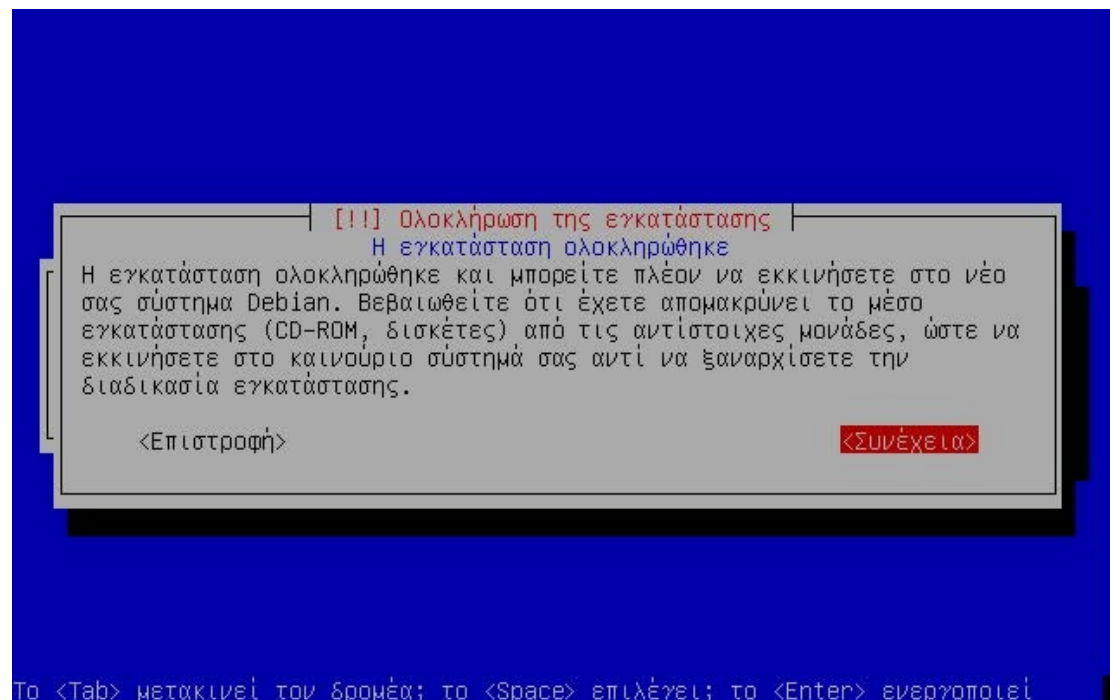 [!!] Ολοκλήρωση της εγκατάστασης
Η εγκατάσταση ολοκληρώθηκε
Η εγκατάσταση ολοκληρώθηκε και μπορείτε πλέον να εκκινήσετε στο νέο
σας σύστημα Debian. Βεβαιωθείτε ότι έχετε απομακρύνει το μέσο
εγκατάστασης (CD-ROM, δισκέτες) από τις αντίστοιχες μονάδες, ώστε να
εκκινήσετε στο καινούριο σύστημά σας αντί να ξαναρχίσετε την
διαδικασία εγκατάστασης.
<Επιστροφή> <Συνέχεια>
Το <Tab> μετακινεί τον δρομέα; το <Space> επιλέγει; το <Enter> ενεργοποιεί